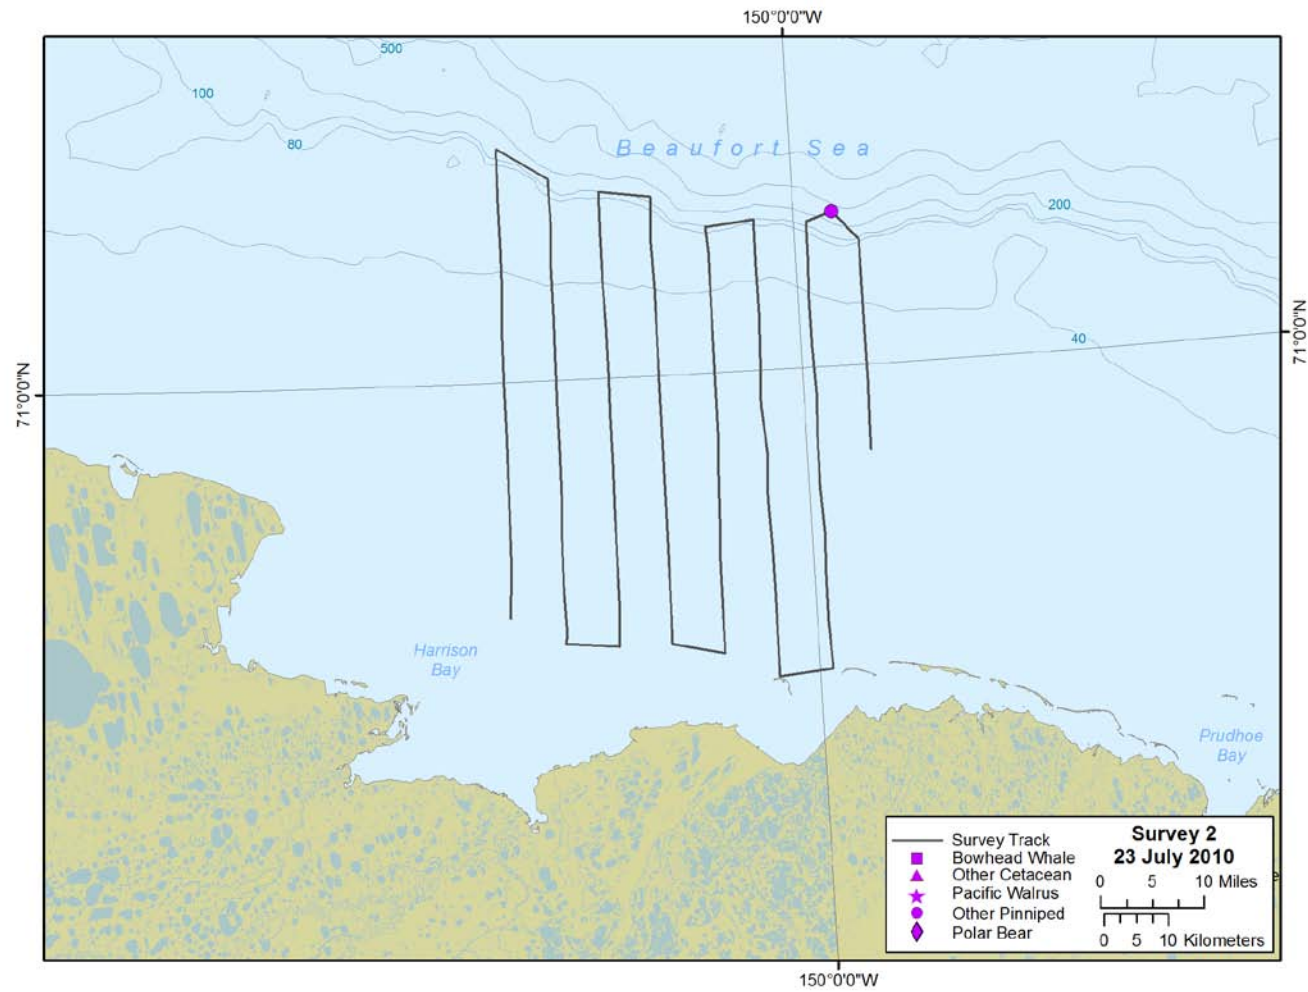 150°0'0"W
500
100
80
Beaufort Sea
200
40
71°0'0"N
71°0'0"N
Harrison
Bay
Prudhoe
Bay
Survey Track
Bowhead Whale
Other Cetacean
Pacific Walrus
Other Pinniped
Polar Bear
Survey 2
23 July 2010
0 5 10 Miles
0 5 10 Kilometers
150°0'0"W